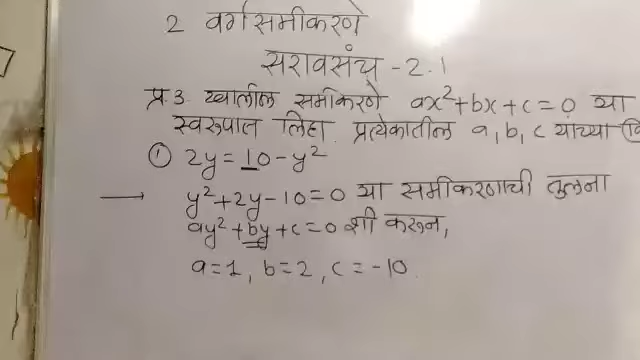 2 वर्गसमीकरणे
सरावसंच - 2.1
प्र.3. खालील समीकरणे ax²+bx+c=0 या
स्वरुपात लिहा. प्रत्येकातील a, b, c यांच्या
① 2y=10-y²
→ y²+2y-10=0 या समीकरणाची तुलना
ay²+by+c=0 शी करून,
a=1, b=2, c=-10.